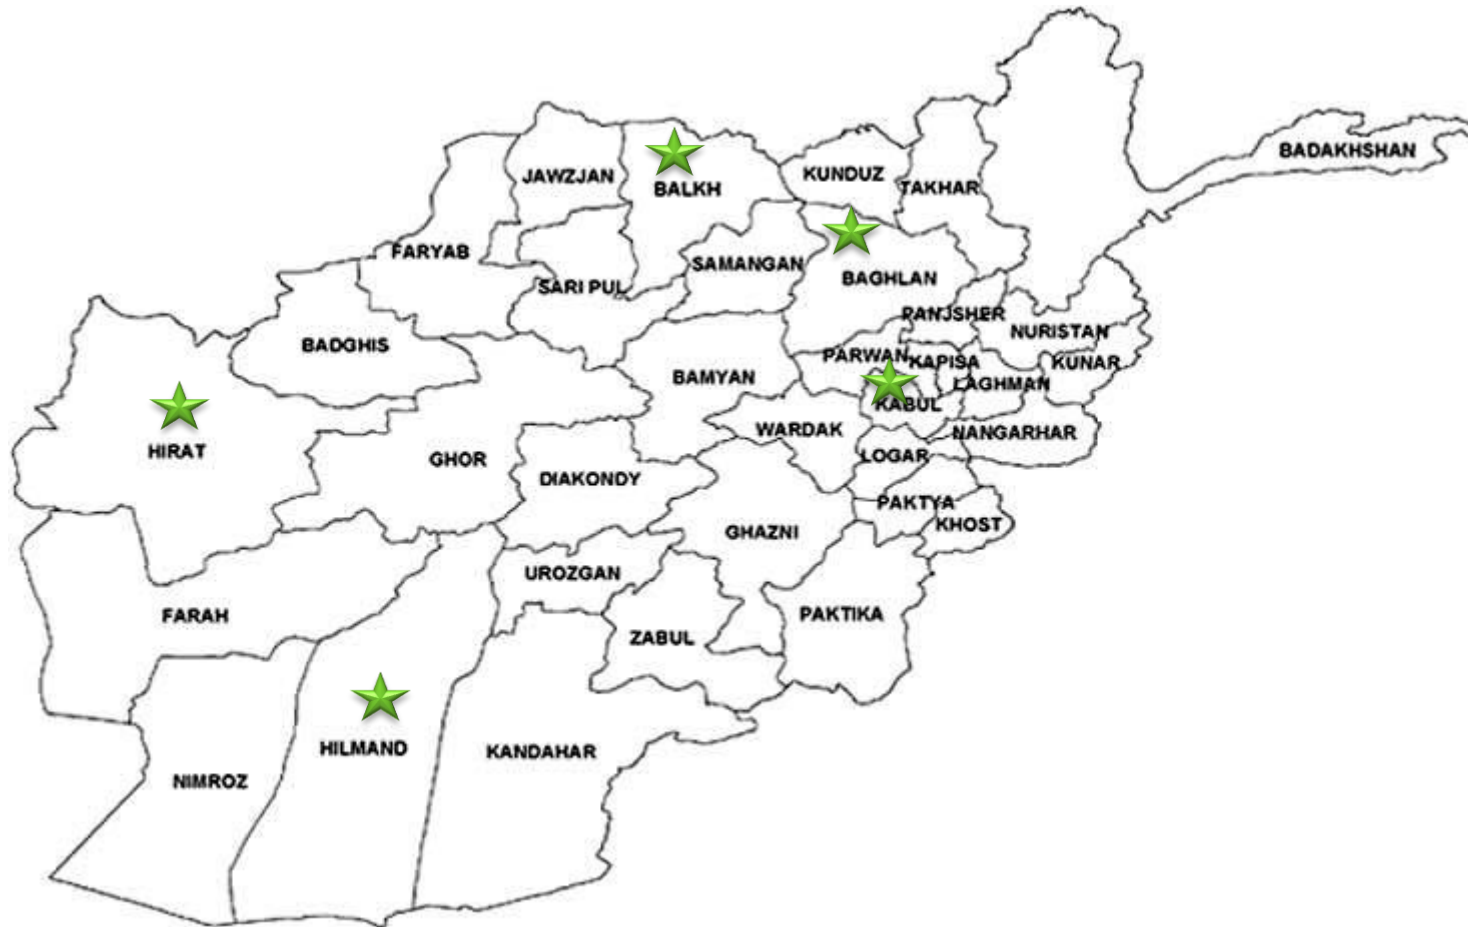 BADAKHSHAN
JAWZJAN
BALKH
KUNDUZ
TAKHAR
FARYAB
SAMANGAN
BAGHLAN
SARI PUL
PANJSHER
NURISTAN
BADGHIS
PARWAN
KAPISA
KUNAR
BAMYAN
LAGHMAN
KABUL
HIRAT
WARDAK
NANGARHAR
GHOR
LOGAR
DIAKONDY
PAKTYA
KHOST
GHAZNI
UROZGAN
FARAH
PAKTIKA
ZABUL
HILMAND
KANDAHAR
NIMROZ